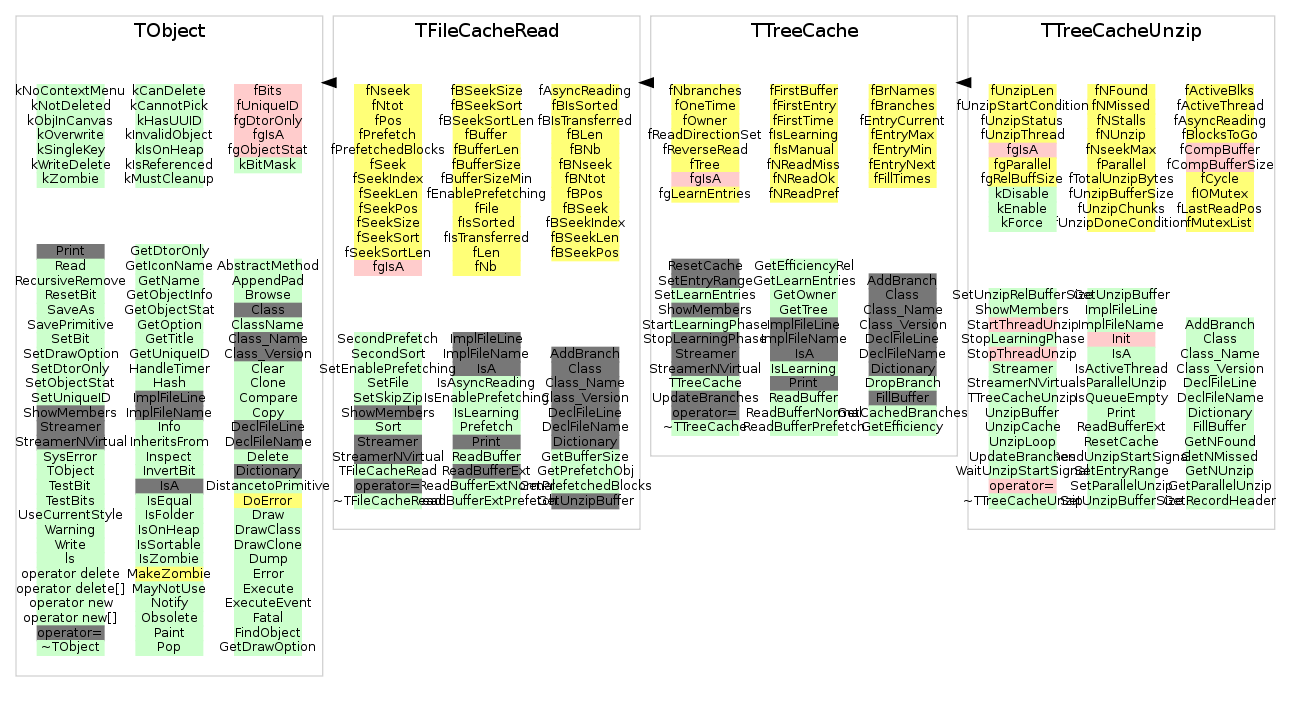 TObject
kNoContextMenu
kNotDeleted
kObjInCanvas
kOverwrite
kSingleKey
kWriteDelete
kZombie
kCanDelete
kCannotPick
kHasUUID
kInvalidObject
kIsOnHeap
kIsReferenced
kMustCleanup
fBits
fUniqueID
fgDtorOnly
fgIsA
fgObjectStat
kBitMask
Print
Read
RecursiveRemove
ResetBit
SaveAs
SavePrimitive
SetBit
SetDrawOption
SetDtorOnly
SetObjectStat
SetUniqueID
ShowMembers
Streamer
StreamerNVirtual
SysError
TObject
TestBit
TestBits
UseCurrentStyle
Warning
Write
ls
operator delete
operator delete[]
operator new
operator new[]
operator=
~TObject
GetDtorOnly
GetIconName
GetName
GetObjectInfo
GetObjectStat
GetOption
GetTitle
GetUniqueID
HandleTimer
Hash
ImplFileLine
ImplFileName
Info
InheritsFrom
Inspect
InvertBit
IsA
IsEqual
IsFolder
IsOnHeap
IsSortable
IsZombie
MakeZombie
MayNotUse
Notify
Obsolete
Paint
Pop
AbstractMethod
AppendPad
Browse
Class
ClassName
Class_Name
Class_Version
Clear
Clone
Compare
Copy
DeclFileLine
DeclFileName
Delete
Dictionary
DistancetoPrimitive
DoError
Draw
DrawClass
DrawClone
Dump
Error
Execute
ExecuteEvent
Fatal
FindObject
GetDrawOption
TFileCacheRead
fNseek
fNtot
fPos
fPrefetch
fPrefetchedBlocks
fSeek
fSeekIndex
fSeekLen
fSeekPos
fSeekSize
fSeekSort
fSeekSortLen
fgIsA
fBSeekSize
fBSeekSort
fBSeekSortLen
fBuffer
fBufferLen
fBufferSize
fBufferSizeMin
fEnablePrefetching
fFile
fIsSorted
fIsTransferred
fLen
fNb
fAsyncReading
fBIsSorted
fBIsTransferred
fBLen
fBNb
fBNseek
fBNtot
fBPos
fBSeek
fBSeekIndex
fBSeekLen
fBSeekPos
SecondPrefetch
SecondSort
SetEnablePrefetching
SetFile
SetSkipZip
ShowMembers
Sort
Streamer
StreamerNVirtual
TFileCacheRead
operator=
~TFileCacheRead
ImplFileLine
ImplFileName
IsA
IsAsyncReading
IsEnablePrefetching
IsLearning
Prefetch
Print
ReadBuffer
ReadBufferExt
ReadBufferExtNormal
ReadBufferExtPrefetch
AddBranch
Class
Class_Name
Class_Version
DeclFileLine
DeclFileName
Dictionary
GetBufferSize
GetPrefetchObj
GetPrefetchedBlocks
GetUnzipBuffer
TTreeCache
fNbranches
fOneTime
fOwner
fReadDirectionSet
fReverseRead
fTree
fgIsA
fgLearnEntries
fFirstBuffer
fFirstEntry
fFirstTime
fIsLearning
fIsManual
fNReadMiss
fNReadOk
fNReadPref
fBrNames
fBranches
fEntryCurrent
fEntryMax
fEntryMin
fEntryNext
fFillTimes
ResetCache
SetEntryRange
SetLearnEntries
ShowMembers
StartLearningPhase
StopLearningPhase
Streamer
StreamerNVirtual
TTreeCache
UpdateBranches
operator=
~TTreeCache
GetEfficiencyRel
GetLearnEntries
GetOwner
GetTree
ImplFileLine
ImplFileName
IsA
IsLearning
Print
ReadBuffer
ReadBufferNormal
ReadBufferPrefetch
AddBranch
Class
Class_Name
Class_Version
DeclFileLine
DeclFileName
Dictionary
DropBranch
FillBuffer
GetCachedBranches
GetEfficiency
TTreeCacheUnzip
fUnzipLen
fUnzipStartCondition
fUnzipStatus
fUnzipThread
fgIsA
fgParallel
fgRelBuffSize
kDisable
kEnable
kForce
fNFound
fNMissed
fNStalls
fNUnzip
fNseekMax
fParallel
fTotalUnzipBytes
fUnzipBufferSize
fUnzipChunks
fUnzipDoneCondition
fActiveBlks
fActiveThread
fAsyncReading
fBlocksToGo
fCompBuffer
fCompBufferSize
fCycle
fIOMutex
fLastReadPos
fMutexList
SetUnzipRelBufferSize
ShowMembers
StartThreadUnzip
StopLearningPhase
StopThreadUnzip
Streamer
StreamerNVirtual
TTreeCacheUnzip
UnzipBuffer
UnzipCache
UnzipLoop
UpdateBranches
WaitUnzipStartSignal
operator=
~TTreeCacheUnzip
GetUnzipBuffer
ImplFileLine
ImplFileName
Init
IsA
IsActiveThread
IsParallelUnzip
IsQueueEmpty
Print
ReadBufferExt
ResetCache
SendUnzipStartSignal
SetEntryRange
SetParallelUnzip
SetUnzipBufferSize
AddBranch
Class
Class_Name
Class_Version
DeclFileLine
DeclFileName
Dictionary
FillBuffer
GetNFound
GetNMissed
GetNUnzip
GetParallelUnzip
GetRecordHeader